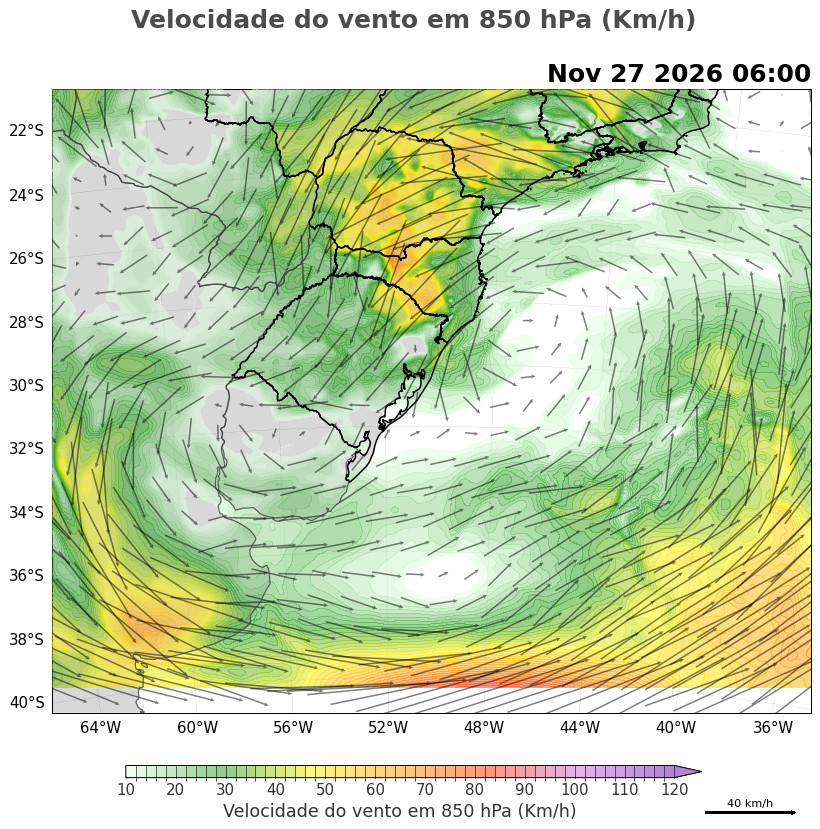 Velocidade do vento em 850 hPa (Km/h)
Nov 27 2026 06:00
22°S
24°S
26°S
28°S
30°S
32°S
34°S
36°S
38°S
40°S
64°W 60°W 56°W 52°W 48°W 44°W 40°W 36°W
10 20 30 40 50 60 70 80 90 100 110 120
Velocidade do vento em 850 hPa (Km/h)
40 km/h